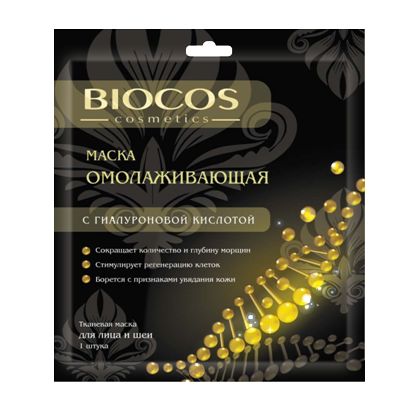 BIOCOS
cosmetics
МАСКА
ОМОЛАЖИВАЮЩАЯ
С ГИАЛУРОНОВОЙ КИСЛОТОЙ
Сокращает количество и глубину морщин
Стимулирует регенерацию клеток
Борется с признаками увядания кожи
Тканевая маска
для лица и шеи
1 штука